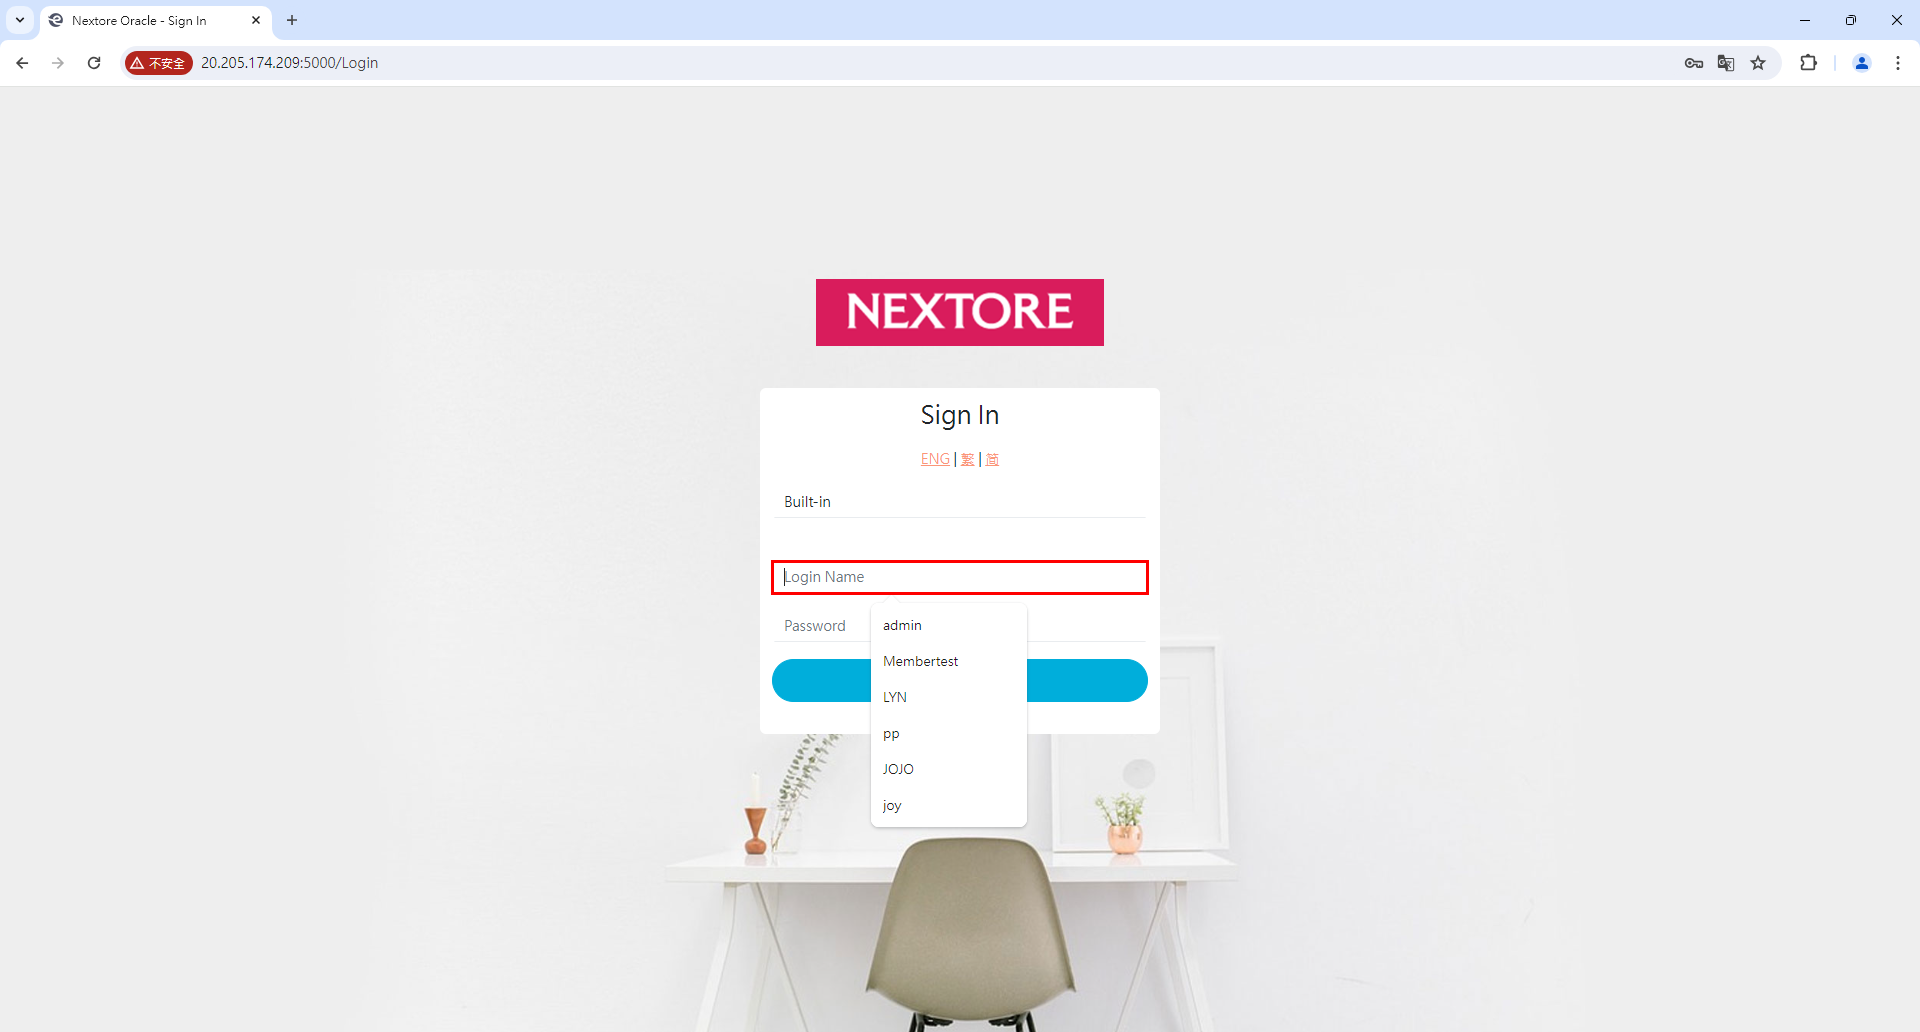 Nextore Oracle - Sign In
不安全
20.205.174.209:5000/Login
NEXTORE
Sign In
ENG | 繁 | 简
Built-in
Login Name
Password
admin
Membertest
LYN
pp
JOJO
joy